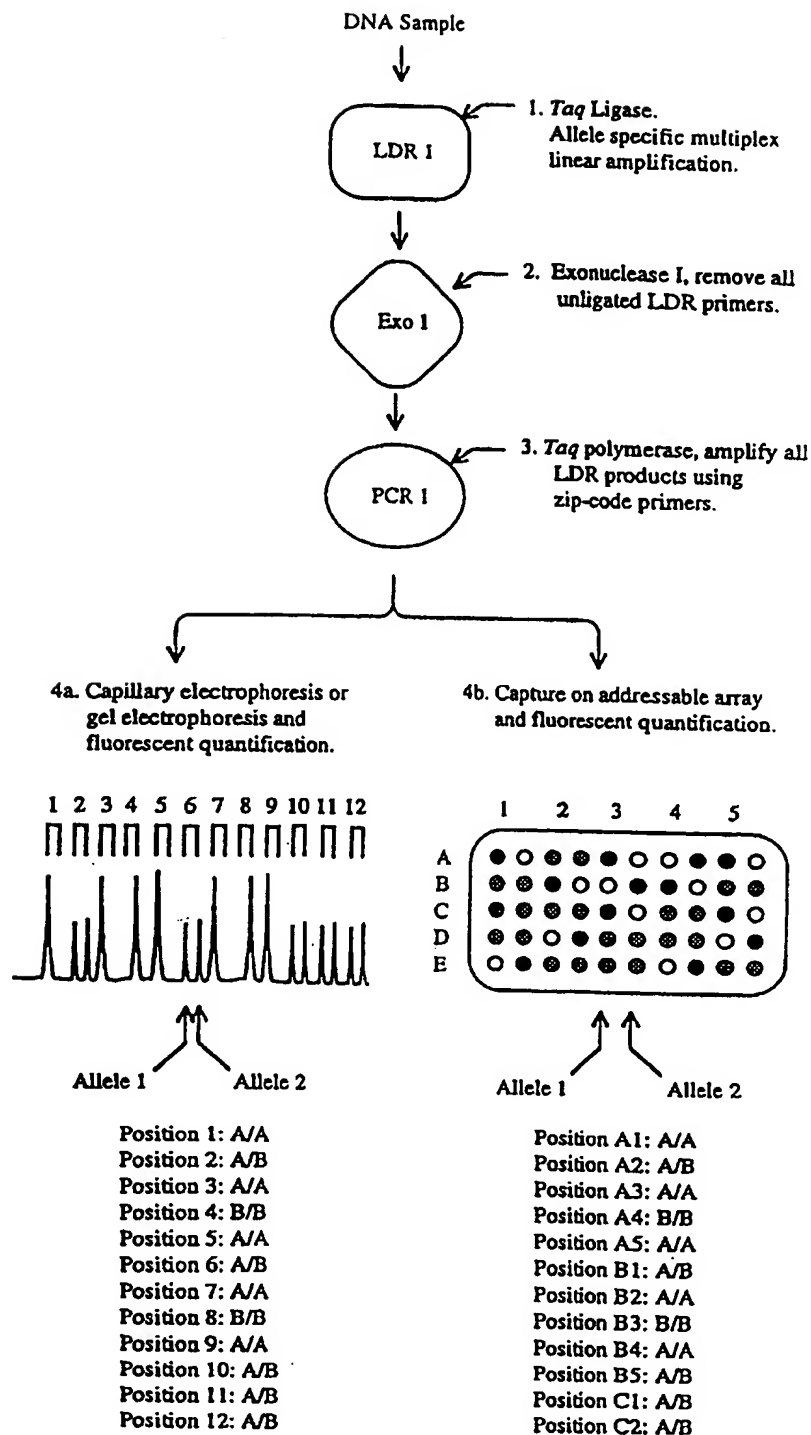 DNA Sample
LDR 1
1. Taq Ligase.
Allele specific multiplex
linear amplification.
Exo 1
2. Exonuclease I, remove all
unligated LDR primers.
PCR 1
3. Taq polymerase, amplify all
LDR products using
zip-code primers.
4a. Capillary electrophoresis or
gel electrophoresis and
fluorescent quantification.
1 2 3 4 5 6 7 8 9 10 11 12
Allele 1 Allele 2
Position 1: A/A
Position 2: A/B
Position 3: A/A
Position 4: B/B
Position 5: A/A
Position 6: A/B
Position 7: A/A
Position 8: B/B
Position 9: A/A
Position 10: A/B
Position 11: A/B
Position 12: A/B
4b. Capture on addressable array
and fluorescent quantification.
1 2 3 4 5
A
B
C
D
E
Allele 1 Allele 2
Position A1: A/A
Position A2: A/B
Position A3: A/A
Position A4: B/B
Position A5: A/A
Position B1: A/B
Position B2: A/A
Position B3: B/B
Position B4: A/A
Position B5: A/B
Position C1: A/B
Position C2: A/B